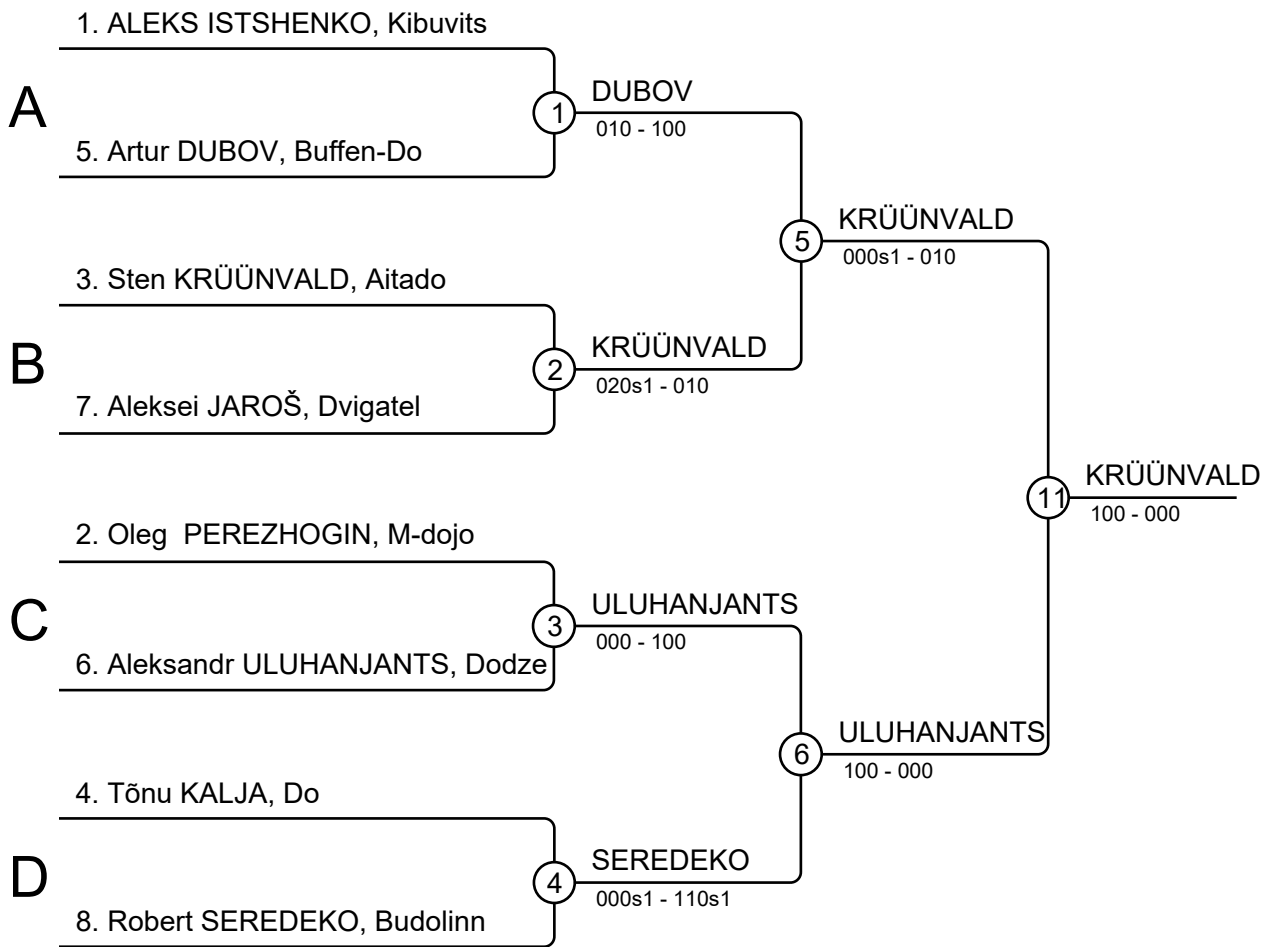 1. ALEKS ISTSHENKO, Kibuvits
A
1
DUBOV
010 - 100
5. Artur DUBOV, Buffen-Do
5
KRÜÜNVALD
000s1 - 010
3. Sten KRÜÜNVALD, Aitado
B
2
KRÜÜNVALD
020s1 - 010
7. Aleksei JAROŠ, Dvigatel
11
KRÜÜNVALD
100 - 000
2. Oleg  PEREZHOGIN, M-dojo
C
3
ULUHANJANTS
000 - 100
6. Aleksandr ULUHANJANTS, Dodze
6
ULUHANJANTS
100 - 000
4. Tõnu KALJA, Do
D
4
SEREDEKO
000s1 - 110s1
8. Robert SEREDEKO, Budolinn